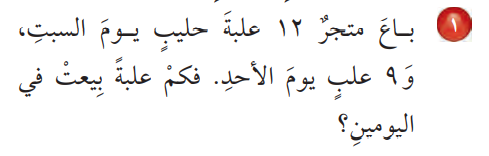 ١ بـاعَ متجرٌ ١٢ علبةَ حليبٍ يـومَ السبتِ،
وَ ٩ علبٍ يومَ الأحدِ. فكمْ علبةً بِيعتْ في
اليومينِ؟